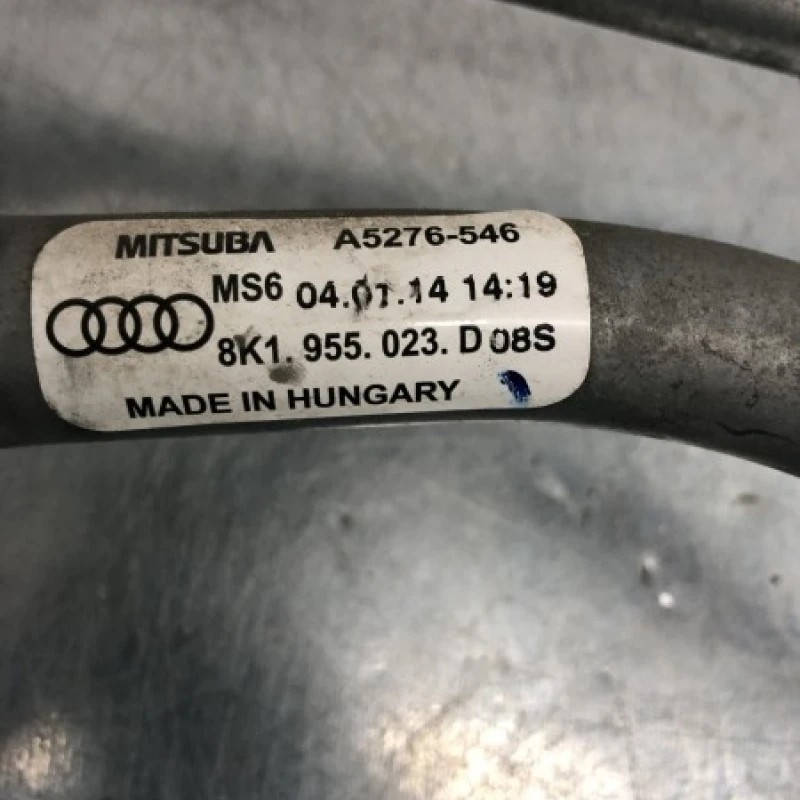 MITSUBA A5276-546
MS6 04.01.14 14:19
8K1. 955. 023. D 08S
MADE IN HUNGARY